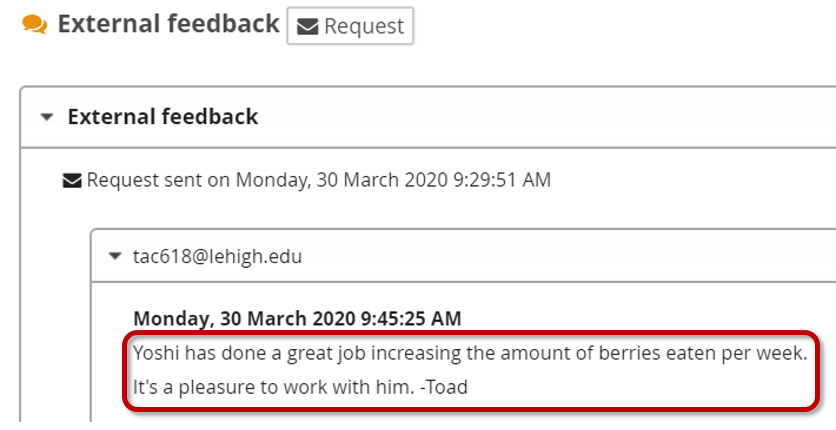 External feedback Request
External feedback
Request sent on Monday, 30 March 2020 9:29:51 AM
tac618@lehigh.edu
Monday, 30 March 2020 9:45:25 AM
Yoshi has done a great job increasing the amount of berries eaten per week.
It's a pleasure to work with him. -Toad